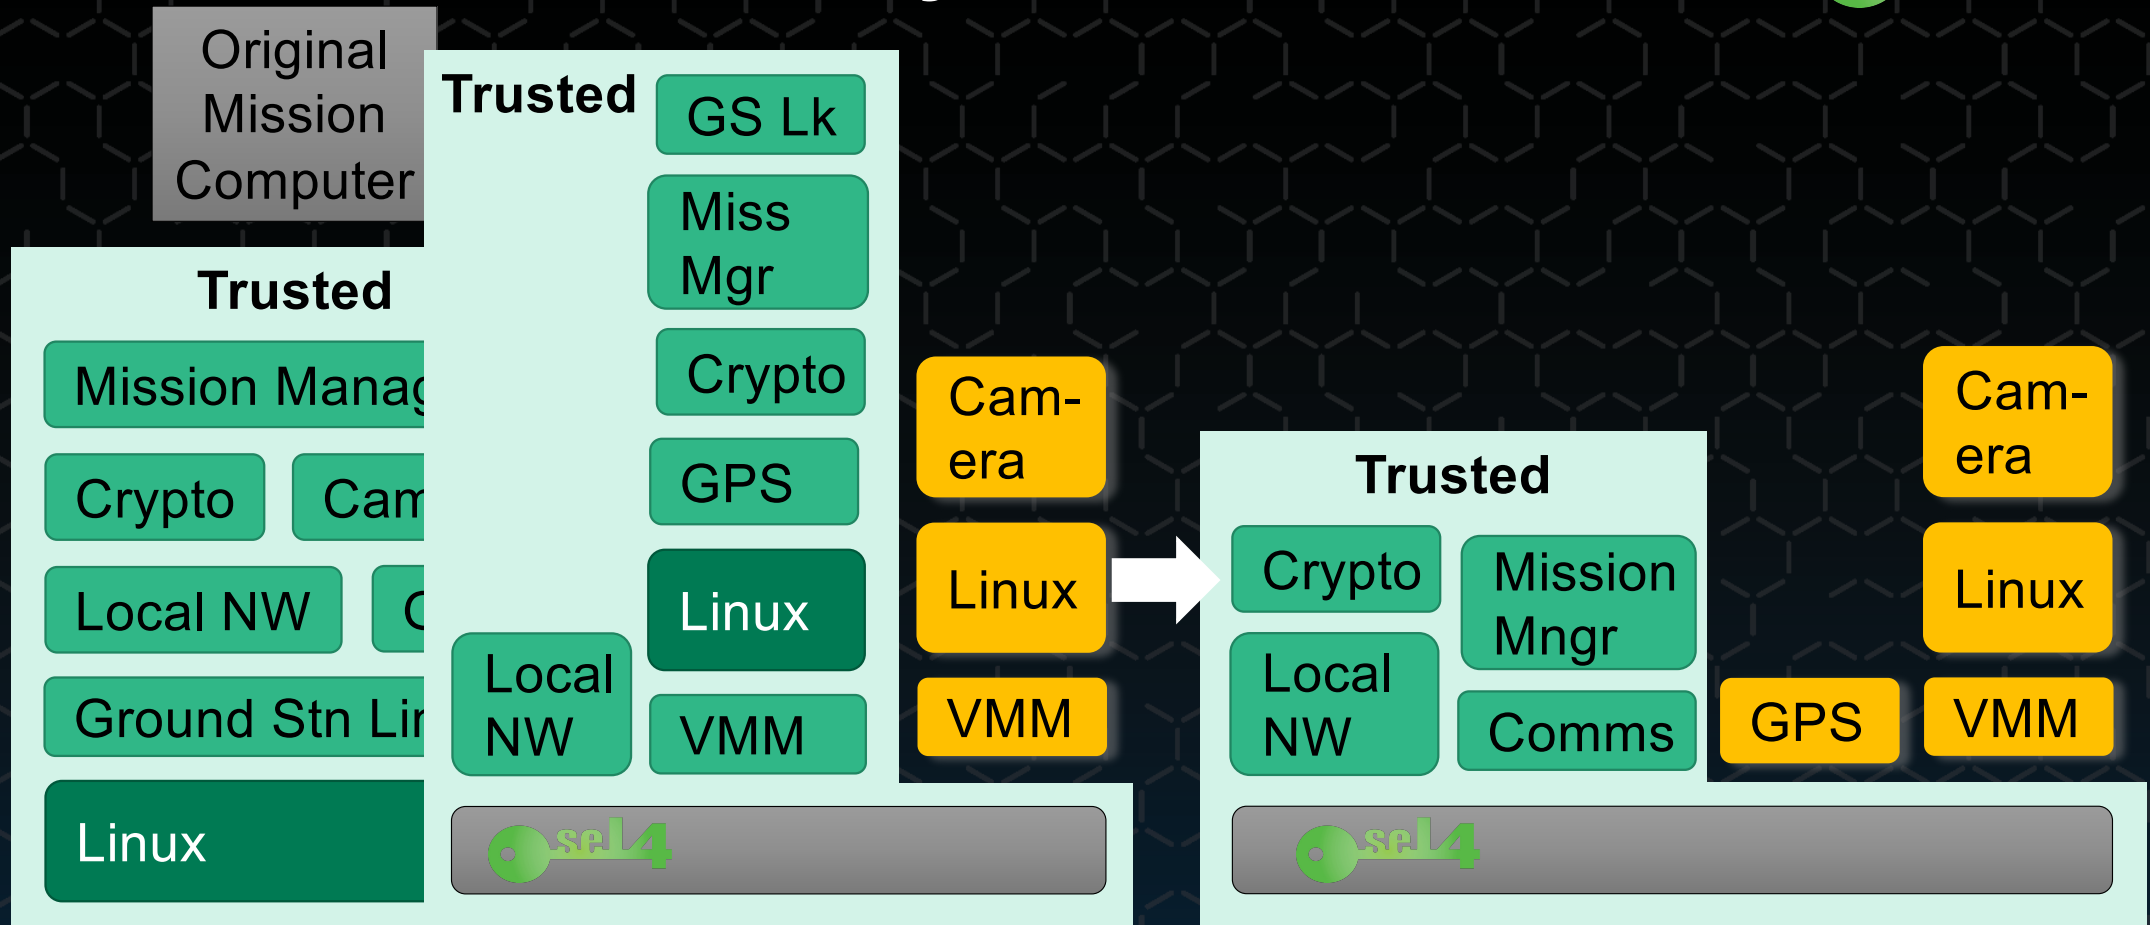 Original
Mission
Computer
Trusted
Mission Mana
Crypto
Cam
Local NW
Ground Stn
Linux
Trusted
GS Lk
Miss
Mgr
Crypto
GPS
Linux
Local
NW
VMM
seL4
Cam-
era
Linux
VMM
Trusted
Crypto
Mission
Mngr
Local
NW
Comms
seL4
GPS
Cam-
era
Linux
VMM